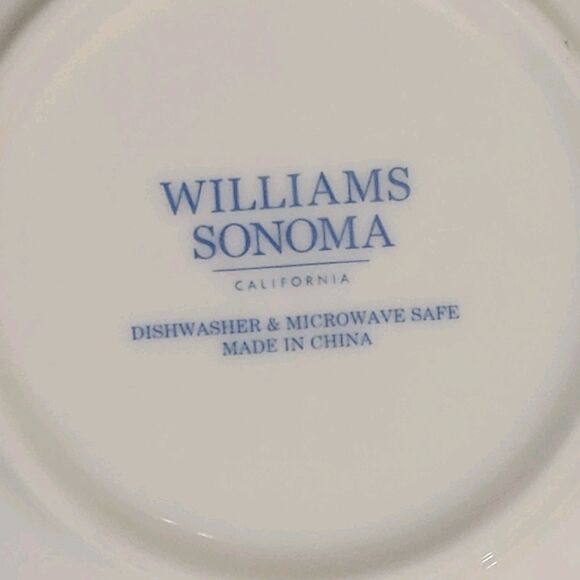 WILLIAMS
SONOMA
CALIFORNIA
DISHWASHER & MICROWAVE SAFE
MADE IN CHINA